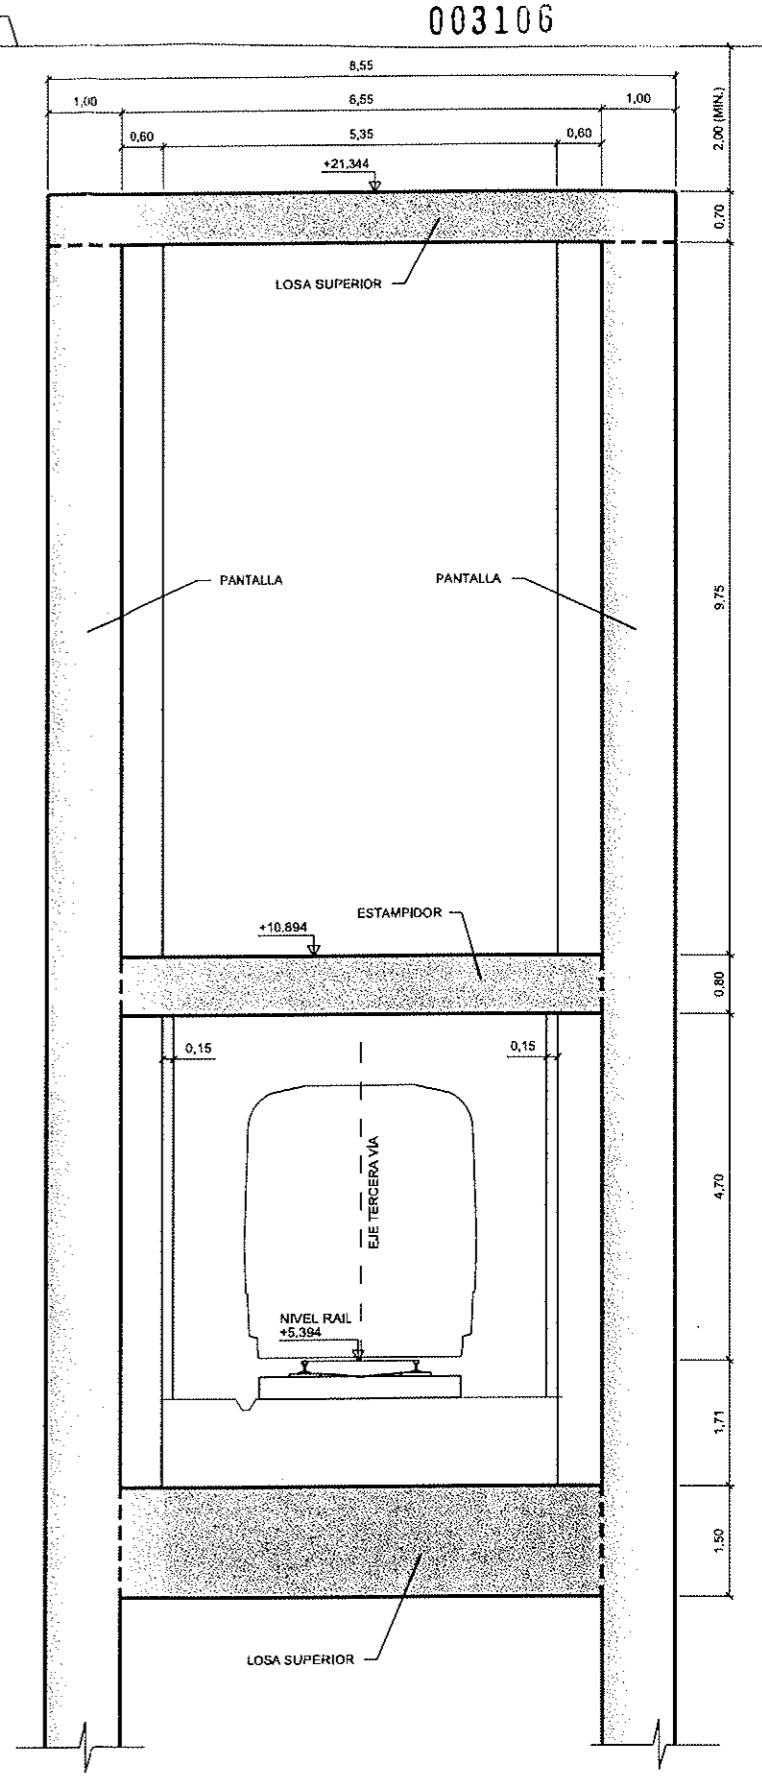 003106
8,55
1,00
6,55
1,00
2,00 (MIN.)
0,60
5,35
0,60
+21,344
0,70
LOSA SUPERIOR
PANTALLA
PANTALLA
9,75
ESTAMPIDOR
+10,894
0,80
0,15
0,15
EJE TERCERA VÍA
4,70
NIVEL RAIL
+5,394
1,71
1,50
LOSA SUPERIOR